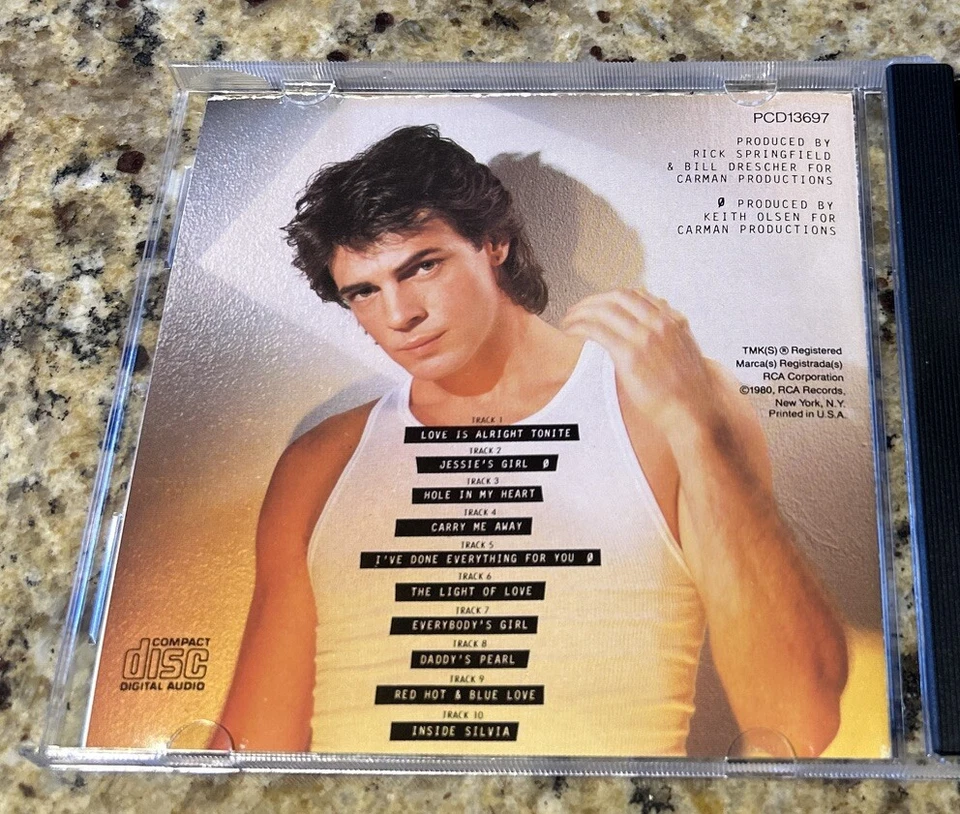 PCD13697
PRODUCED BY
RICK SPRINGFIELD
& BILL DRESCHER FOR
CARMAN PRODUCTIONS
Ø PRODUCED BY
KEITH OLSEN FOR
CARMAN PRODUCTIONS
TMK(S) ® Registered
Marca(s) Registrada(s)
RCA Corporation
©1980, RCA Records,
New York, N.Y.
Printed in U.S.A.
TRACK 1
LOVE IS ALRIGHT TONITE
TRACK 2
JESSIE'S GIRL Ø
TRACK 3
HOLE IN MY HEART
TRACK 4
CARRY ME AWAY
TRACK 5
I'VE DONE EVERYTHING FOR YOU Ø
TRACK 6
THE LIGHT OF LOVE
TRACK 7
EVERYBODY'S GIRL
TRACK 8
DADDY'S PEARL
TRACK 9
RED HOT & BLUE LOVE
TRACK 10
INSIDE SILVIA
COMPACT
disc
DIGITAL AUDIO